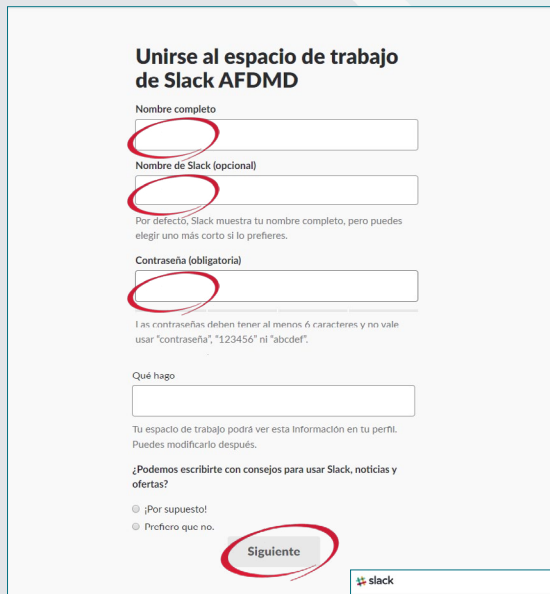 Unirse al espacio de trabajo
de Slack AFDMD
Nombre completo
Nombre de Slack (opcional)
Por defecto, Slack muestra tu nombre completo, pero puedes
elegir uno más corto si lo prefieres.
Contraseña (obligatoria)
Las contraseñas deben tener al menos 6 caracteres y no vale
usar “contraseña”, “123456” ni “abcdef”.
Qué hago
Tu espacio de trabajo podrá ver esta información en tu perfil.
Puedes modificarlo después.
¿Podemos escribirte con consejos para usar Slack, noticias y
ofertas?
¡Por supuesto!
Prefiero que no.
Siguiente
slack